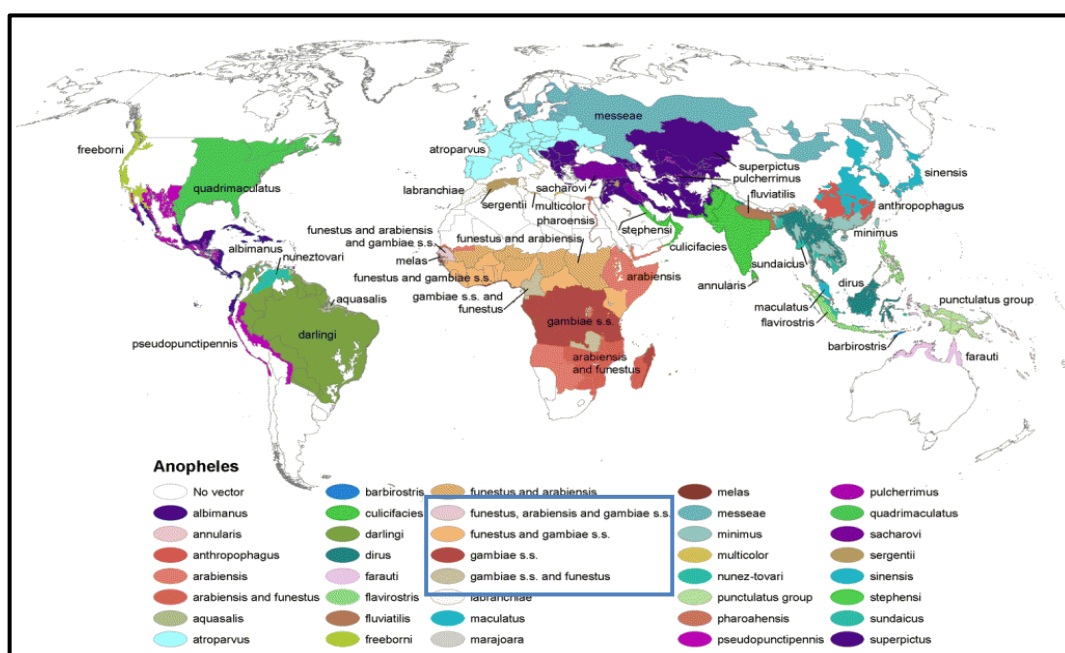 messeae
freeborni
atroparvus
quadrimaculatus
superpictus
pulcherrimus
sinensis
labranchiae
sacharovi
fluviatilis
sergentii
multicolor
anthropophagus
pharoensis
stephensi
minimus
funestus and arabiensis
and gambiae s.s.
funestus and arabiensis
albimanus
culicifacies
nuneztovari
melas
sundaicus
funestus and gambiae s.s.
arabiensis
annularis
dirus
aquasalis
gambiae s.s. and
funestus
maculatus
punctulatus group
gambiae s.s.
flavirostris
darlingi
pseudopunctipennis
barbirostris
arabiensis
and funestus
farauti
Anopheles
No vector
albimanus
annularis
anthropophagus
arabiensis
arabiensis and funestus
aquasalis
atroparvus
barbirostris
culicifacies
darlingi
dirus
farauti
flavirostris
fluviatilis
freeborni
funestus and arabiensis
funestus, arabiensis and gambiae s.s.
funestus and gambiae s.s.
gambiae s.s.
gambiae s.s. and funestus
labranchiae
maculatus
marajoara
melas
messeae
minimus
multicolor
nunez-tovari
punctulatus group
pharoahensis
pseudopunctipennis
pulcherrimus
quadrimaculatus
sacharovi
sergentii
sinensis
stephensi
sundaicus
superpictus